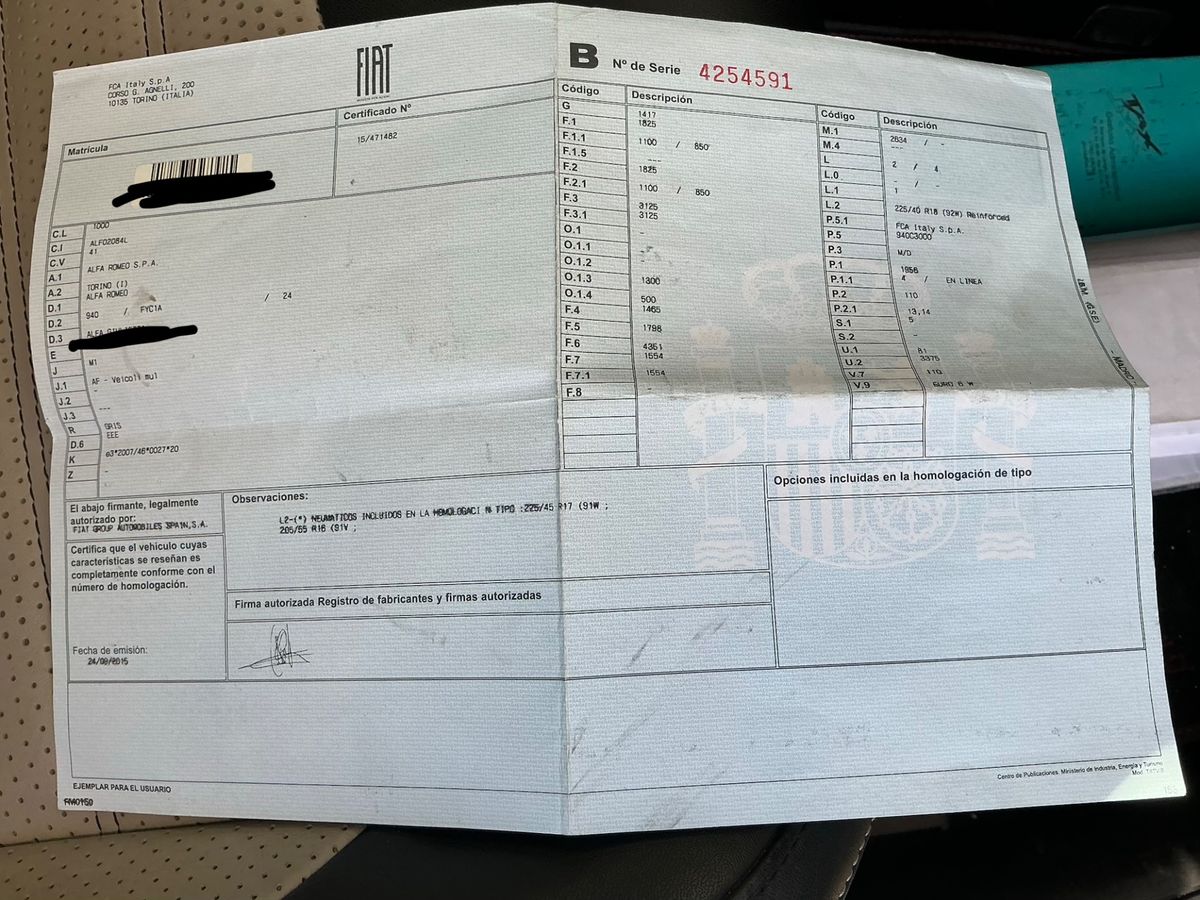 FCA Italy S.p.A
CORSO G. AGNELLI, 200
10135 TORINO (ITALIA)
FIAT
Matrícula
Certificado Nº
15/471482
C.L 1000
C.I ALF02084L
C.V 41
A.1 ALFA ROMEO S.P.A.
A.2 TORINO (I)
D.1 ALFA ROMEO
D.2 940 / FYC1A / 24
D.3 ALFA
E
J M1
J.1 AF - Veicoli mul
J.2 -
J.3 ---
R GRIS
D.6 EEE
K e3*2007/46*0027*20
Z -
B Nº de Serie 4254591
Código Descripción
G 1417
F.1 1825
F.1.1 1100 / 850
F.1.5 ---
F.2 1825
F.2.1 1100 / 850
F.3 3125
F.3.1 3125
O.1 -
O.1.1
O.1.2
O.1.3 1300
O.1.4 500
F.4 1465
F.5 1798
F.6 4351
F.7 1554
F.7.1 1554
F.8
Código Descripción
M.1 2634 / -
M.4 ---
L 2 / 4
L.0 - / -
L.1 1
L.2 225/40 R18 (92W) Reinforced
P.5.1 FCA Italy S.p.A.
P.5 940C3000
P.3 M/D
P.1 1956
P.1.1 4 / EN LINEA
P.2 110
P.2.1 13,14
S.1 5
S.2 -
U.1 81
U.2 3375
V.7 110
V.9 EURO 6 W
IBM (GSE) - MADRID
El abajo firmante, legalmente
autorizado por:
FIAT GROUP AUTOMOBILES SPAIN,S.A.
Certifica que el vehículo cuyas
características se reseñan es
completamente conforme con el
número de homologación.
Fecha de emisión:
24/09/2015
Observaciones:
L2-(*) NEUMATICOS INCLUIDOS EN LA HOMOLOGACI N TIPO :225/45 R17 (91W ;
205/55 R16 (91V ;
Firma autorizada Registro de fabricantes y firmas autorizadas
Opciones incluidas en la homologación de tipo
EJEMPLAR PARA EL USUARIO
Centro de Publicaciones. Ministerio de Industria, Energía y Turismo